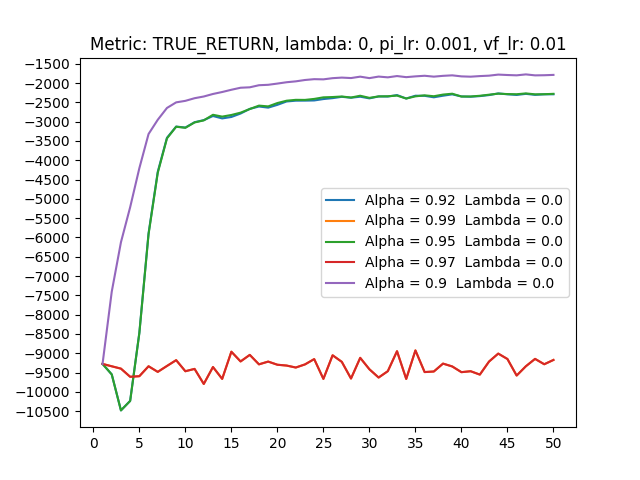 Metric: TRUE_RETURN, lambda: 0, pi_lr: 0.001, vf_lr: 0.01
−1500
−2000
−2500
−3000
−3500
−4000
−4500
−5000
−5500
−6000
−6500
−7000
−7500
−8000
−8500
−9000
−9500
−10000
−10500
Alpha = 0.92  Lambda = 0.0
Alpha = 0.99  Lambda = 0.0
Alpha = 0.95  Lambda = 0.0
Alpha = 0.97  Lambda = 0.0
Alpha = 0.9  Lambda = 0.0
0 5 10 15 20 25 30 35 40 45 50